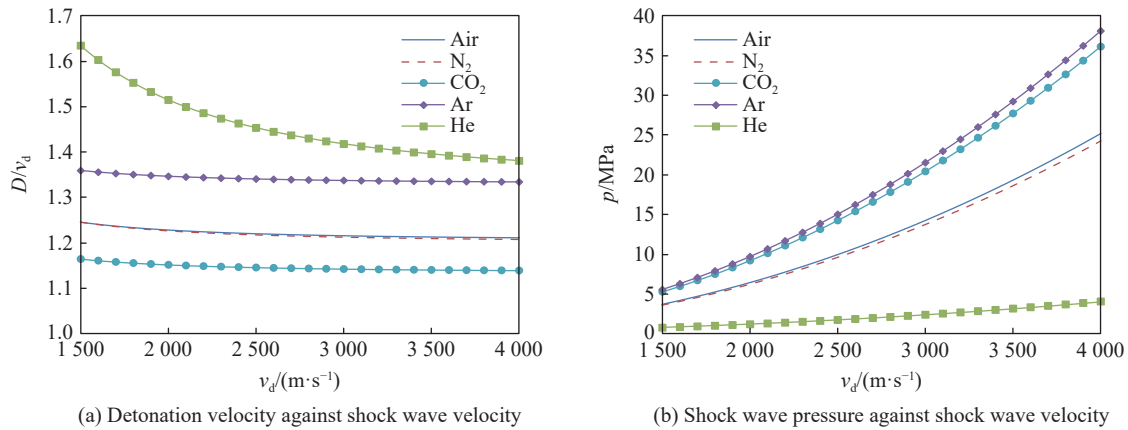 1.7
1.6
1.5
1.4
1.3
1.2
1.1
1.0
D/v_d
Air
N₂
CO₂
Ar
He
1 500
2 000
2 500
3 000
3 500
4 000
v_d/(m·s⁻¹)
(a) Detonation velocity against shock wave velocity
40
35
30
25
20
15
10
5
0
p/MPa
Air
N₂
CO₂
Ar
He
1 500
2 000
2 500
3 000
3 500
4 000
v_d/(m·s⁻¹)
(b) Shock wave pressure against shock wave velocity